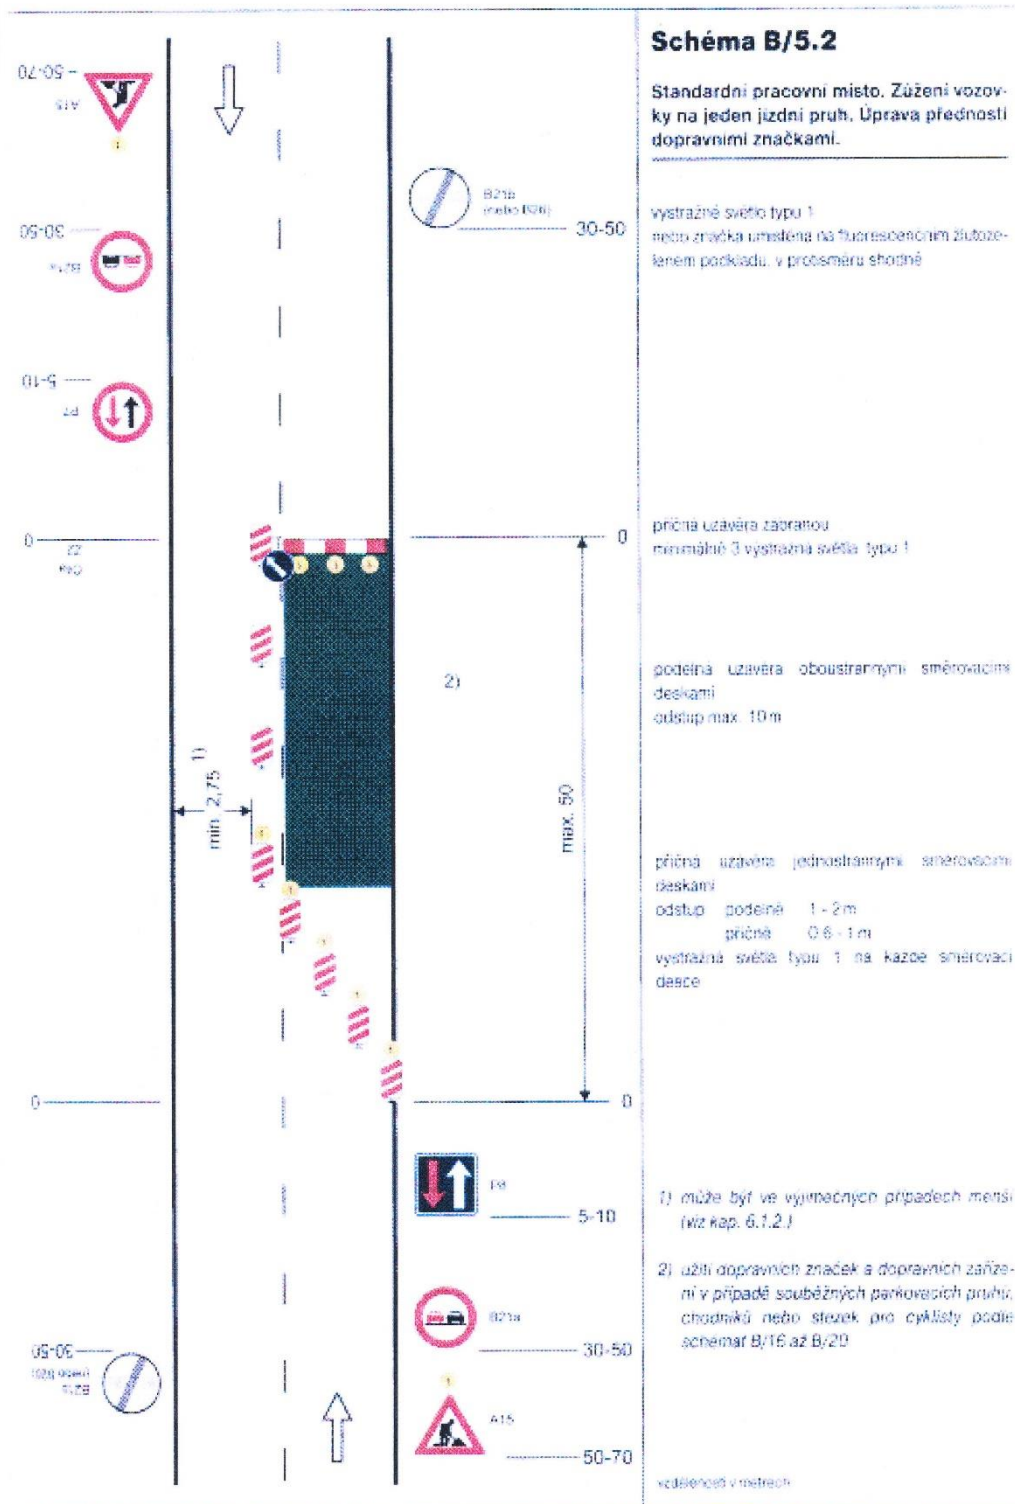 Schéma B/5.2
Standardní pracovní místo. Zúžení vozov-
ky na jeden jízdní pruh. Úprava přednosti
dopravními značkami.
výstražné světlo typu 1
nebo značka umístěna na fluorescenčním žlutoze-
leném podkladu, v protisměru shodně
příčná uzávěra zábranou
minimálně 3 výstražná světla typu 1
podélná uzávěra oboustrannými směrovacími
deskami
odstup max. 10 m
příčná uzávěra jednostrannými směrovacími
deskami
odstup podélně 1 - 2 m
příčně 0,6 - 1 m
výstražná světla typu 1 na každé směrovací
desce
1) může být ve výjimečných případech menší
(viz kap. 6.1.2.)
2) užití dopravních značek a dopravních zaříze-
ní v případě souběžných parkovacích pruhů,
chodníků nebo stezek pro cyklisty podle
schémat B/16 až B/20
vzdálenosti v metrech
50-70
A15
30-50
B21a
5-10
P7
0
Z2
C4a
B21b
(nebo B26)
30-50
0
2)
min. 2,75 1)
max. 50
0
0
P8
5-10
B21a
30-50
A15
50-70
30-50
B21b
(nebo B26)